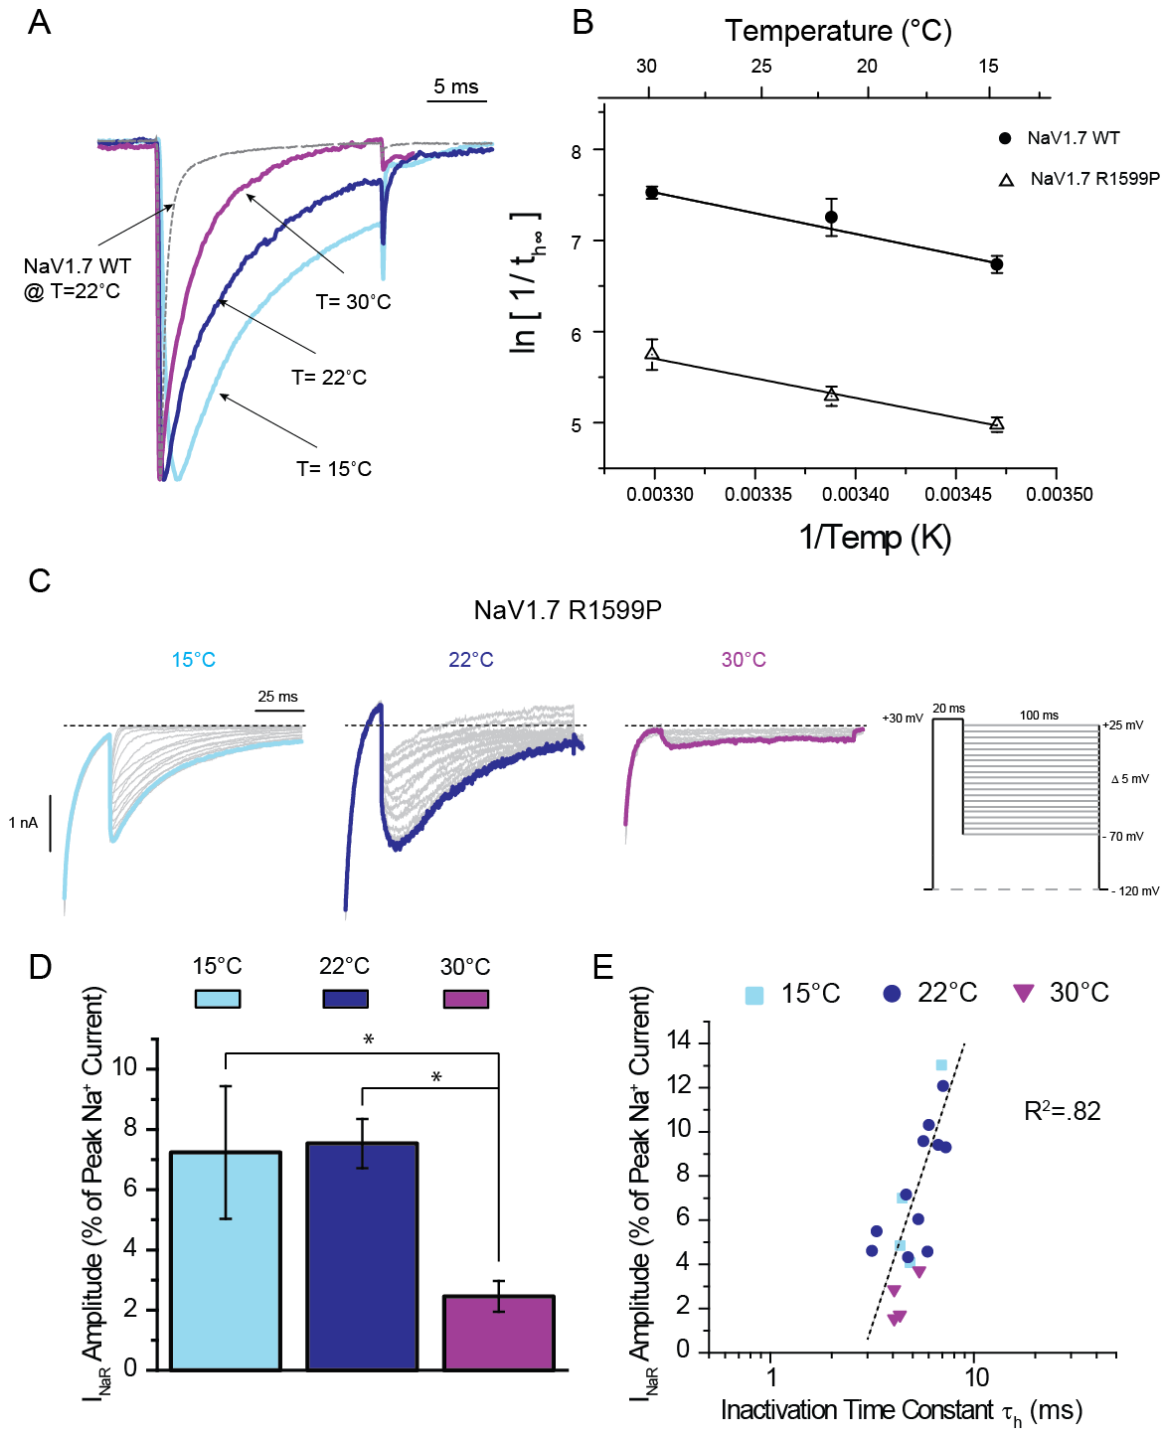 A
5 ms
NaV1.7 WT
@ T=22°C
T= 30°C
T= 22°C
T= 15°C
B
Temperature (°C)
30 25 20 15
8
7
6
5
ln [ 1/ t h∞ ]
NaV1.7 WT
NaV1.7 R1599P
0.00330 0.00335 0.00340 0.00345 0.00350
1/Temp (K)
C
NaV1.7 R1599P
15°C 22°C 30°C
25 ms
1 nA
+30 mV
20 ms
100 ms
+25 mV
Δ 5 mV
- 70 mV
- 120 mV
D
15°C 22°C 30°C
I NaR Amplitude (% of Peak Na+ Current)
10
8
6
4
2
0
*
*
E
15°C 22°C 30°C
I NaR Amplitude (% of Peak Na+ Current)
14
12
10
8
6
4
2
0
R²=.82
1 10
Inactivation Time Constant τh (ms)